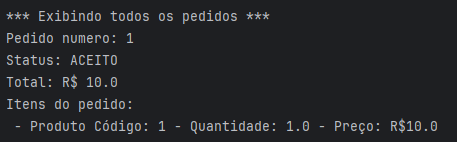 *** Exibindo todos os pedidos ***
Pedido numero: 1
Status: ACEITO
Total: R$ 10.0
Itens do pedido:
 - Produto Código: 1 - Quantidade: 1.0 - Preço: R$10.0